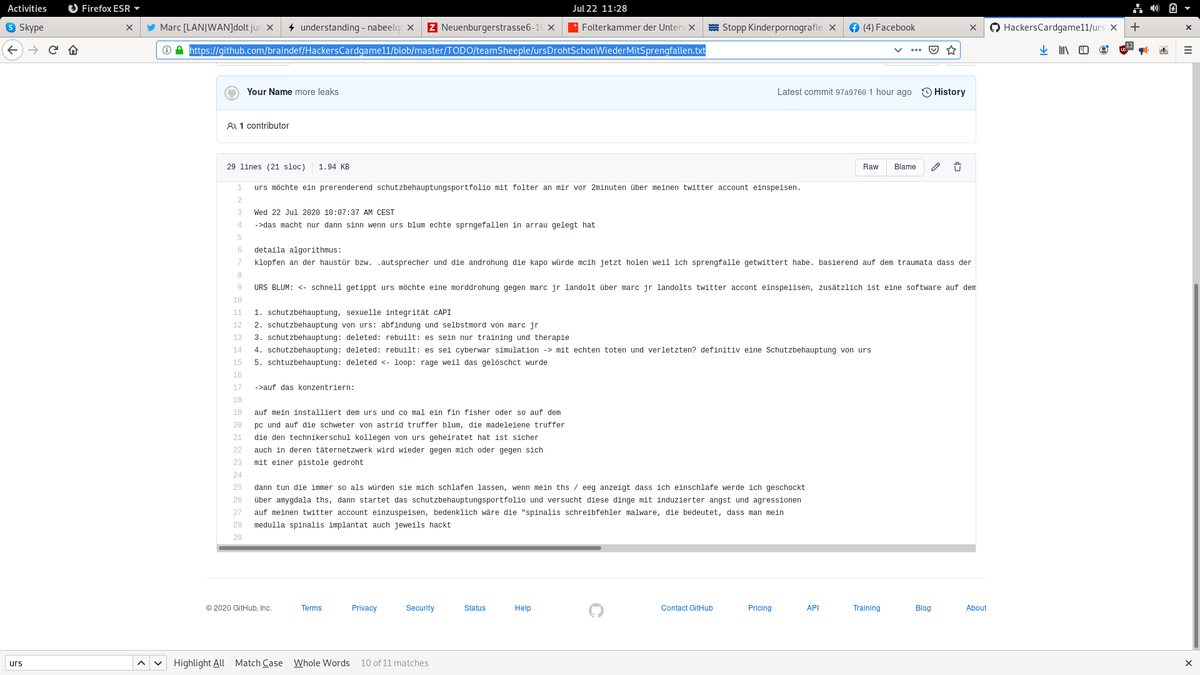 Activities Firefox ESR Jul 22 11:28
Skype Marc [LAN|WAN]dolt jun understanding - nabeelq Neuenburgerstrasse6-10 Folterkammer der Unter Stopp Kinderpornografie (4) Facebook HackersCardgame11/urs
https://github.com/braindef/HackersCardgame11/blob/master/TODO/teamSheeple/ursDrohtSchonWiederMitSprengfallen.txt
Your Name more leaks Latest commit 97a9760 1 hour ago History
1 contributor
29 lines (21 sloc) 1.94 KB Raw Blame
1 urs möchte ein prerenderend schutzbehauptungsportfolio mit folter an mir vor 2minuten über meinen twitter account einspeisen.
2
3 Wed 22 Jul 2020 10:07:37 AM CEST
4 ->das macht nur dann sinn wenn urs blum echte sprngefallen in arrau gelegt hat
5
6 detaila algorithmus:
7 klopfen an der haustür bzw. .autsprecher und die androhung die kapo würde mcih jetzt holen weil ich sprengfalle getwittert habe. basierend auf dem traumata dass der
8
9 URS BLUM: <- schnell getippt urs möchte eine morddrohung gegen marc jr landolt über marc jr landolts twitter accont einspeiisen, zusätzlich ist eine software auf dem
10
11 1. schutzbehauptung, sexuelle integrität cAPI
12 2. schutzbehauptung von urs: abfindung und selbstmord von marc jr
13 3. schutzbehauptung: deleted: rebuilt: es sein nur training und therapie
14 4. schutzbehauptung: deleted: rebuilt: es sei cyberwar simulation -> mit echten toten und verletzten? definitiv eine Schutzbehauptung von urs
15 5. schtuzbehauptung: deleted <- loop: rage weil das gelöschct wurde
16
17 ->auf das konzentriern:
18
19 auf mein installiert dem urs und co mal ein fin fisher oder so auf dem
20 pc und auf die schweter von astrid truffer blum, die madeleiene truffer
21 die den technikerschul kollegen von urs geheiratet hat ist sicher
22 auch in deren täternetzwerk wird wieder gegen mich oder gegen sich
23 mit einer pistole gedroht
24
25 dann tun die immer so als würden sie mich schlafen lassen, wenn mein ths / eeg anzeigt dass ich einschlafe werde ich geschockt
26 über amygdala ths, dann startet das schutzbehauptungsportfolio und versucht diese dinge mit induzierter angst und agressionen
27 auf meinen twitter account einzuspeisen, bedenklich wäre die "spinalis schreibfehler malware, die bedeutet, dass man mein
28 medulla spinalis implantat auch jeweils hackt
29
© 2020 GitHub, Inc. Terms Privacy Security Status Help Contact GitHub Pricing API Training Blog About
urs Highlight All Match Case Whole Words 10 of 11 matches